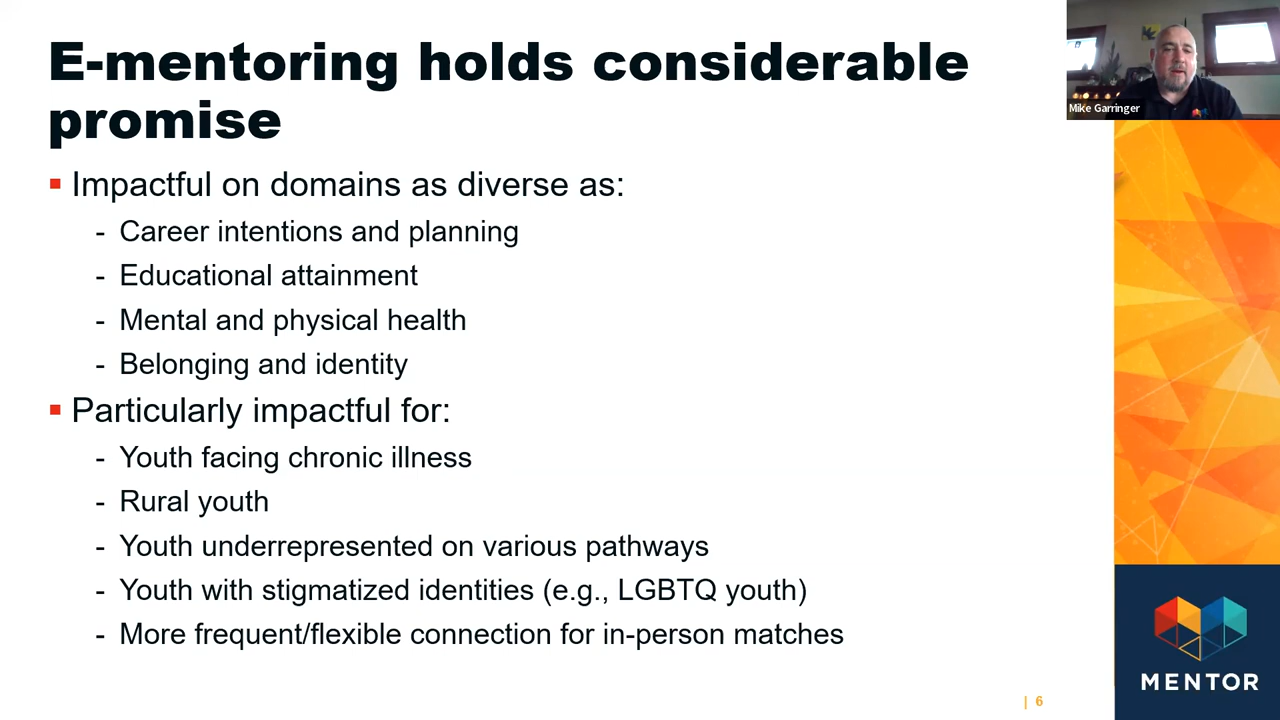 E-mentoring holds considerable
promise
Mike Garringer
▪ Impactful on domains as diverse as:
- Career intentions and planning
- Educational attainment
- Mental and physical health
- Belonging and identity
▪ Particularly impactful for:
- Youth facing chronic illness
- Rural youth
- Youth underrepresented on various pathways
- Youth with stigmatized identities (e.g., LGBTQ youth)
- More frequent/flexible connection for in-person matches
MENTOR
| 6